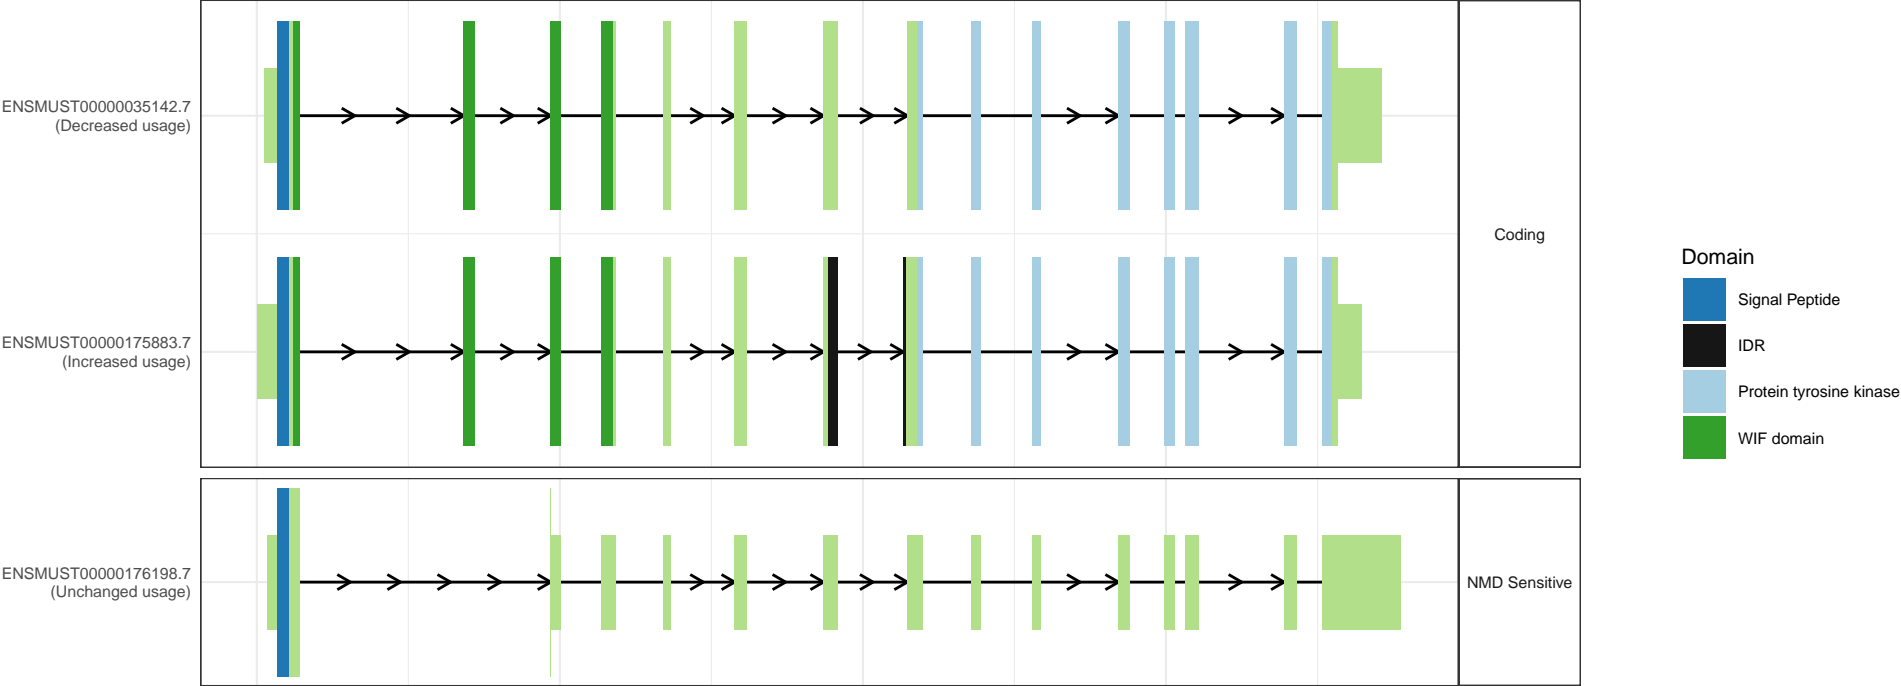 ENSMUST00000035142.7
(Decreased usage)
ENSMUST00000175883.7
(Increased usage)
Coding
ENSMUST00000176198.7
(Unchanged usage)
NMD Sensitive
Domain
Signal Peptide
IDR
Protein tyrosine kinase
WIF domain